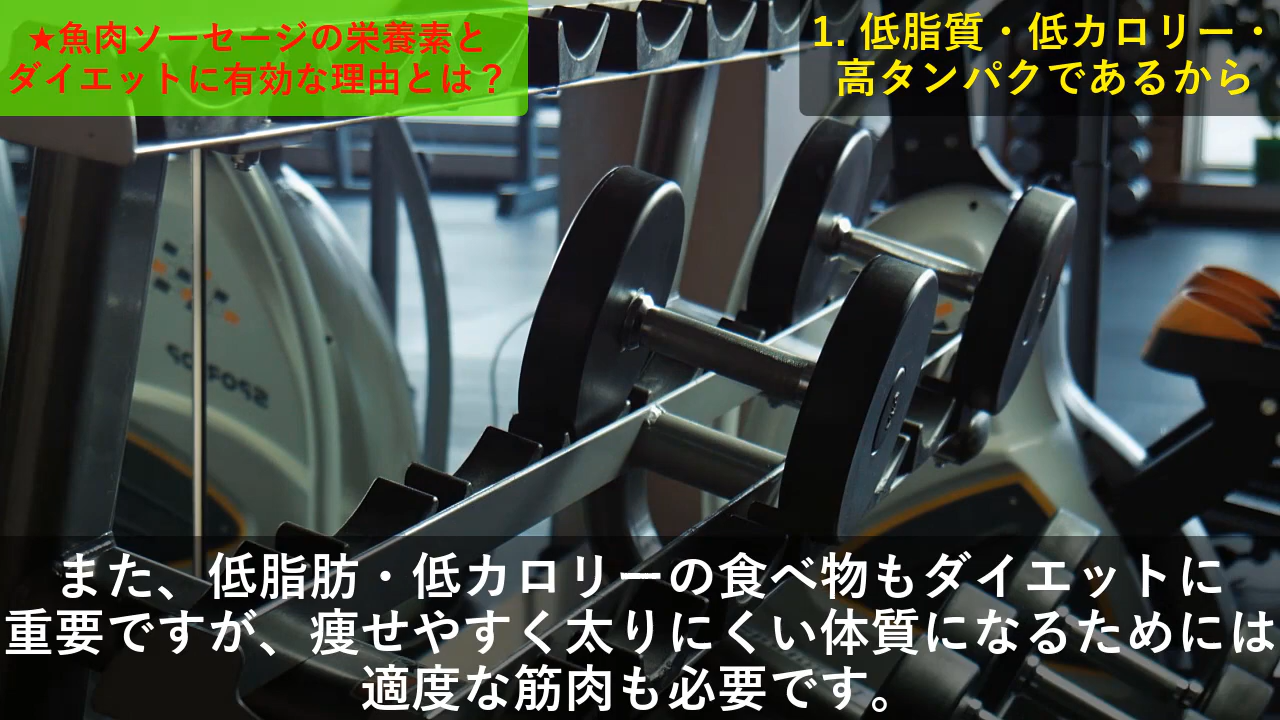 ★魚肉ソーセージの栄養素と
ダイエットに有効な理由とは？
1. 低脂質・低カロリー・
高タンパクであるから
また、低脂肪・低カロリーの食べ物もダイエットに
重要ですが、痩せやすく太りにくい体質になるためには
適度な筋肉も必要です。